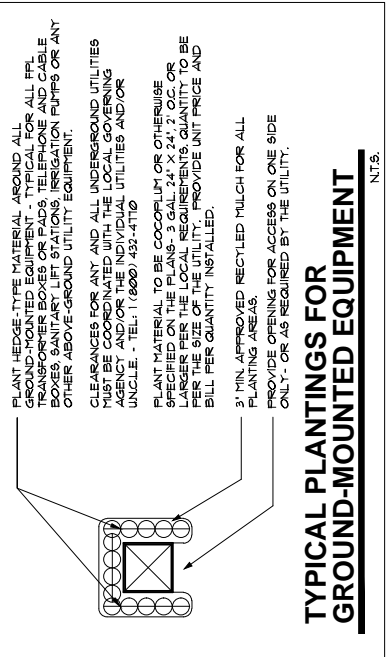 PLANT HEDGE-TYPE MATERIAL AROUND ALL
GROUND-MOUNTED EQUIPMENT - TYPICAL FOR ALL FPL
TRANSFORMER BOXES OR PADS, TELEPHONE AND CABLE
BOXES, SANITARY LIFT STATIONS, IRRIGATION PUMPS OR ANY
OTHER ABOVE-GROUND UTILITY EQUIPMENT.
CLEARANCES FOR ANY AND ALL UNDERGROUND UTILITIES
MUST BE COORDINATED WITH THE LOCAL GOVERNING
AGENCY AND/OR THE INDIVIDUAL UTILITIES AND/OR
U.N.C.L.E. - TEL: 1 (800) 432-4770
PLANT MATERIAL TO BE COCOPLUM OR OTHERWISE
SPECIFIED ON THE PLANS- 3 GAL. 24" X 24", 2' O.C. OR
LARGER PER THE LOCAL REQUIREMENTS, QUANTITY TO BE
PER THE SIZE OF THE UTILITY. PROVIDE UNIT PRICE AND
BILL PER QUANTITY INSTALLED.
3" MIN. APPROVED RECYLED MULCH FOR ALL
PLANTING AREAS.
PROVIDE OPENING FOR ACCESS ON ONE SIDE
ONLY- OR AS REQUIRED BY THE UTILITY.
TYPICAL PLANTINGS FOR
GROUND-MOUNTED EQUIPMENT
N.T.S.